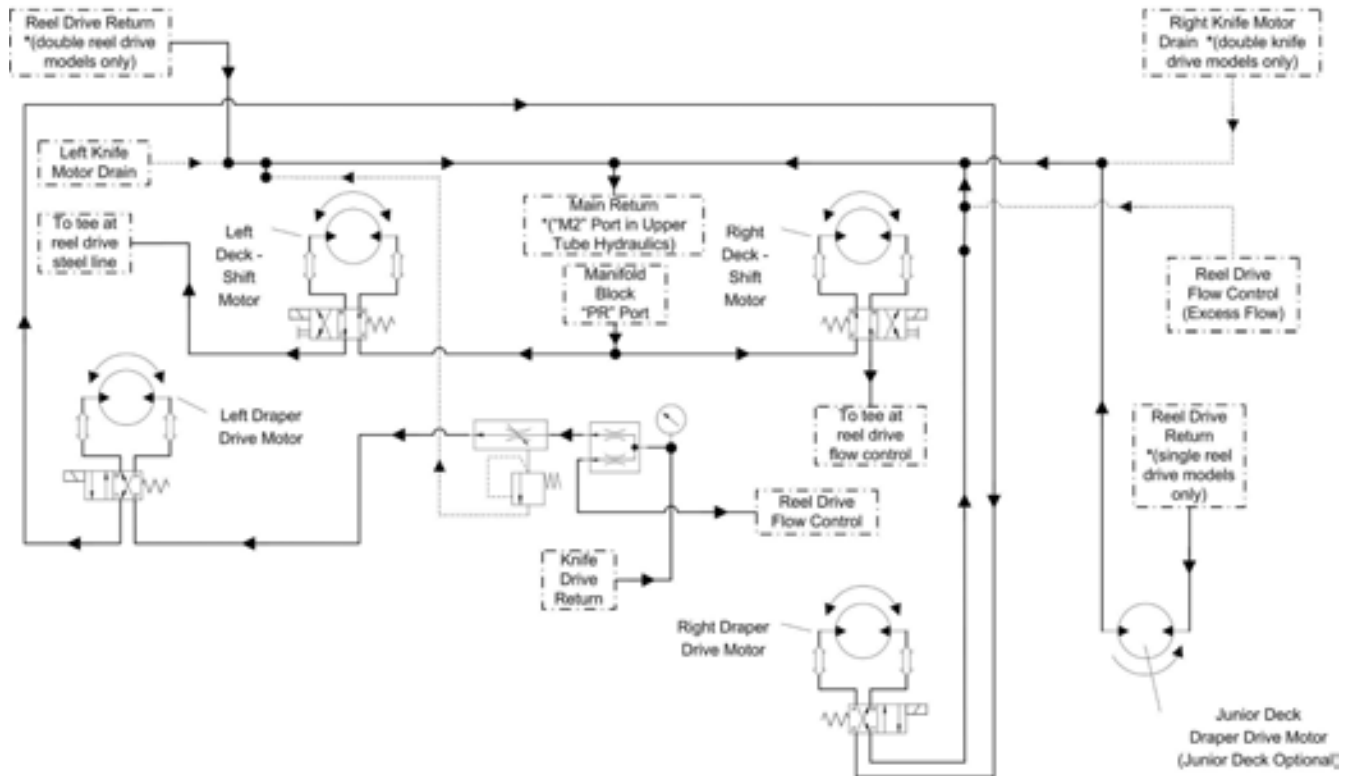 Reel Drive Return
*(double reel drive
models only)
Right Knife Motor
Drain *(double knife
drive models only)
Left Knife
Motor Drain
To tee at
reel drive
steel line
Left
Deck -
Shift
Motor
Main Return
*("M2" Port in Upper
Tube Hydraulics)
Manifold
Block
"PR" Port
Right
Deck -
Shift
Motor
Reel Drive
Flow Control
(Excess Flow)
Left Draper
Drive Motor
To tee at
reel drive
flow control
Reel Drive
Return
*(single reel
drive models
only)
Reel Drive
Flow Control
Knife
Drive
Return
Right Draper
Drive Motor
Junior Deck
Draper Drive Motor
(Junior Deck Optional)